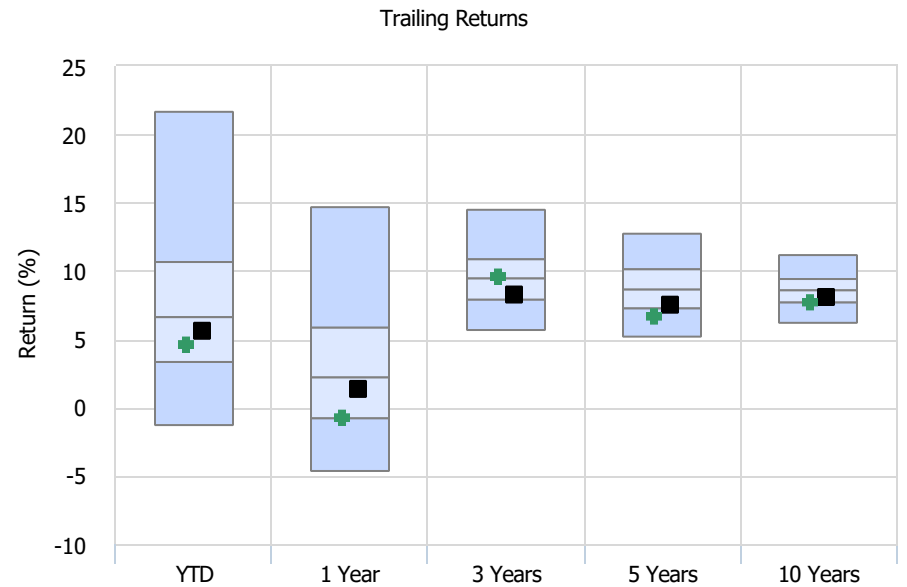 Trailing Returns
Return (%)
25
20
15
10
5
0
-5
-10
YTD
1 Year
3 Years
5 Years
10 Years